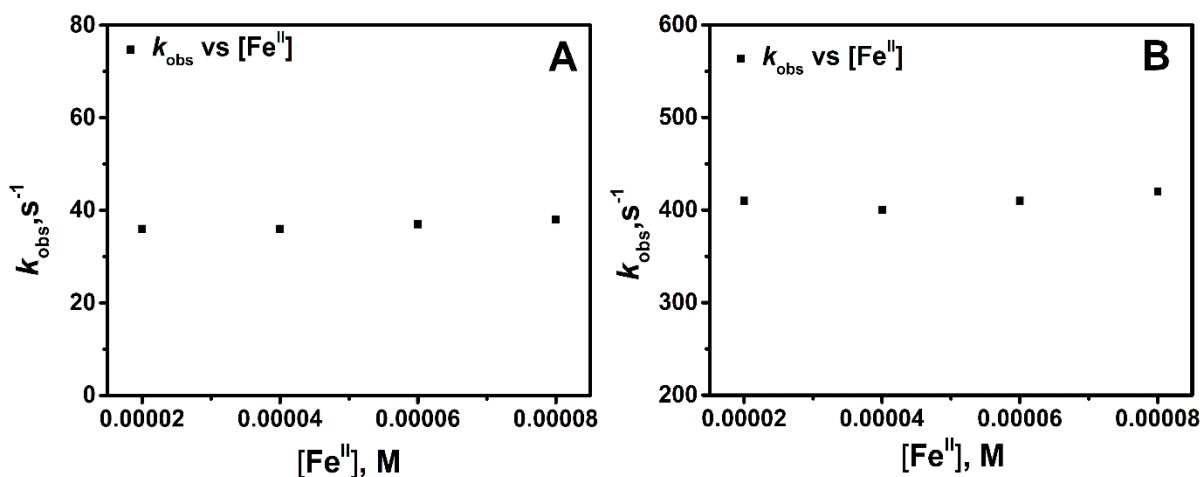 80
k_obs vs [Fe^II]
A
60
40
20
0
k_obs, s^-1
0.00002 0.00004 0.00006 0.00008
[Fe^II], M
600
k_obs vs [Fe^II]
B
500
400
300
200
k_obs, s^-1
0.00002 0.00004 0.00006 0.00008
[Fe^II], M